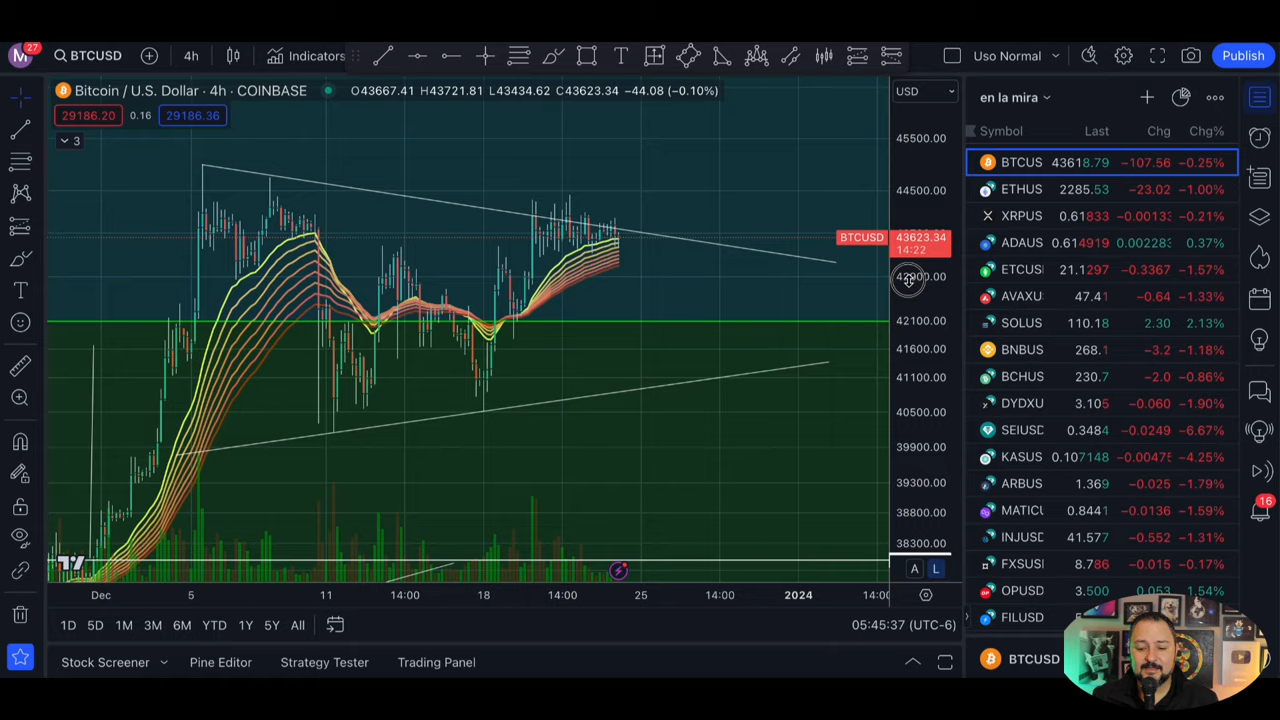 M 27 BTCUSD 4h Indicators T Uso Normal Publish
Bitcoin / U.S. Dollar · 4h · COINBASE O43667.41 H43721.81 L43434.62 C43623.34 −44.08 (−0.10%)
29186.20 0.16 29186.36
3
USD
45500.00
44500.00
BTCUSD 43623.34
14:22
42900.00
42100.00
41600.00
41100.00
40500.00
39900.00
39300.00
38800.00
38300.00
A L
Dec 5 11 14:00 18 14:00 25 14:00 2024 14:00
1D 5D 1M 3M 6M YTD 1Y 5Y All 05:45:37 (UTC-6)
Stock Screener Pine Editor Strategy Tester Trading Panel
en la mira
Symbol Last Chg Chg%
BTCUS 43618.79 −107.56 −0.25%
ETHUS 2285.53 −23.02 −1.00%
XRPUS 0.61833 −0.00133 −0.21%
ADAUS 0.614919 0.002283 0.37%
ETCUSI 21.1297 −0.3367 −1.57%
AVAXU 47.41 −0.64 −1.33%
SOLUS 110.18 2.30 2.13%
BNBUS 268.1 −3.2 −1.18%
BCHUS 230.7 −2.0 −0.86%
DYDXU 3.105 −0.060 −1.90%
SEIUSD 0.3484 −0.0249 −6.67%
KASUS 0.107148 −0.00475 −4.25%
ARBUS 1.369 −0.025 −1.79%
MATICU 0.8441 −0.0136 −1.59%
INJUSD 41.577 −0.552 −1.31%
FXSUSD 8.786 −0.015 −0.17%
OPUSD 3.500 0.053 1.54%
FILUSD
BTCUSD
16